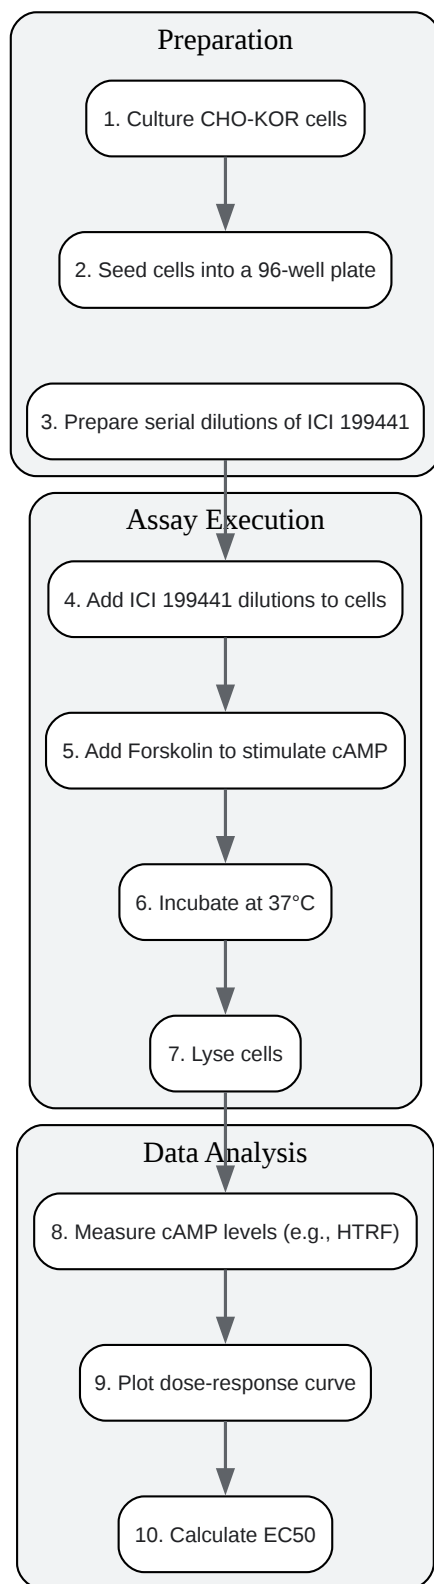 Preparation
1. Culture CHO-KOR cells
2. Seed cells into a 96-well plate
3. Prepare serial dilutions of ICI 199441
Assay Execution
4. Add ICI 199441 dilutions to cells
5. Add Forskolin to stimulate cAMP
6. Incubate at 37°C
7. Lyse cells
Data Analysis
8. Measure cAMP levels (e.g., HTRF)
9. Plot dose-response curve
10. Calculate EC50